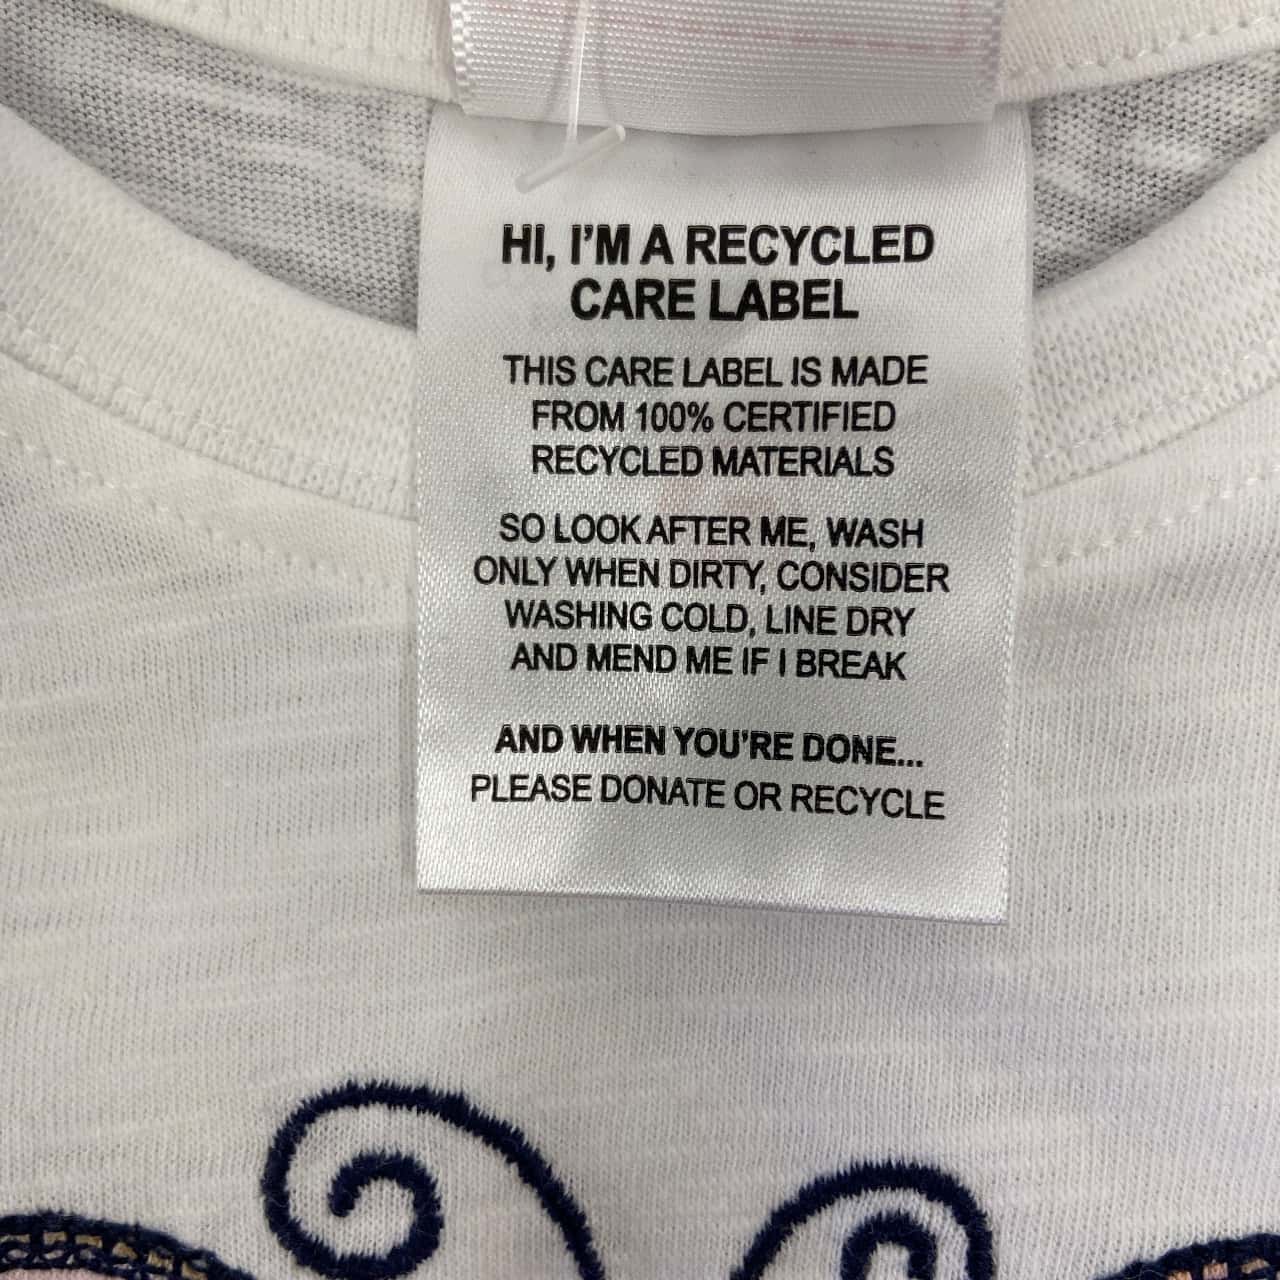 HI, I'M A RECYCLED
CARE LABEL
THIS CARE LABEL IS MADE
FROM 100% CERTIFIED
RECYCLED MATERIALS
SO LOOK AFTER ME, WASH
ONLY WHEN DIRTY, CONSIDER
WASHING COLD, LINE DRY
AND MEND ME IF I BREAK
AND WHEN YOU'RE DONE...
PLEASE DONATE OR RECYCLE